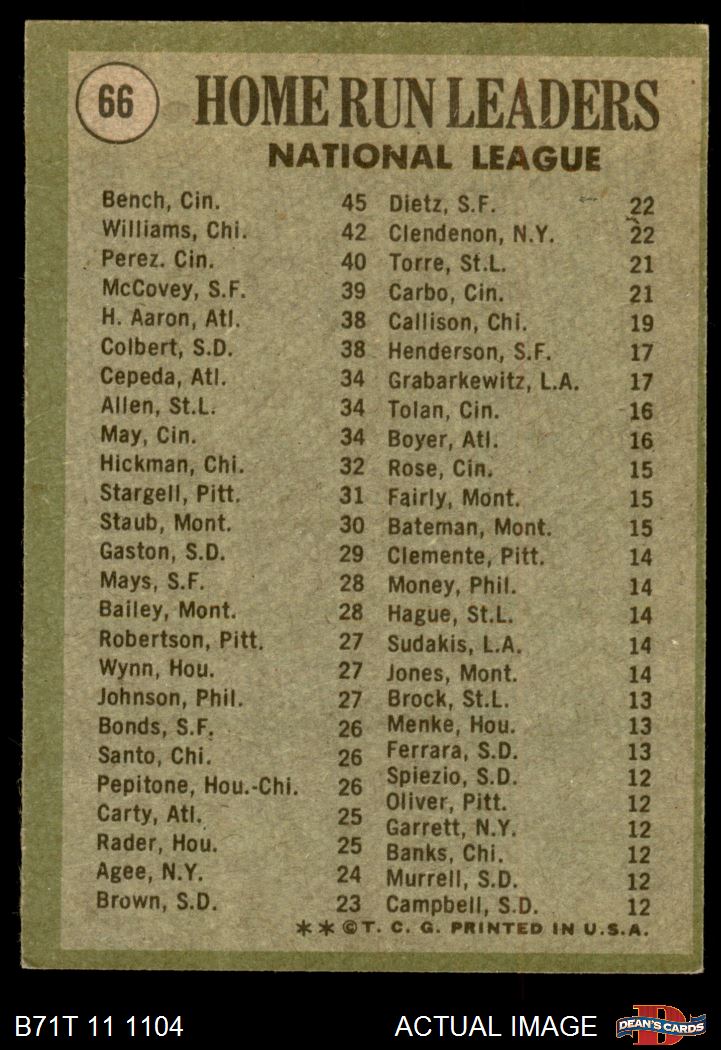 66
HOME RUN LEADERS
NATIONAL LEAGUE
Bench, Cin. 45
Williams, Chi. 42
Perez. Cin. 40
McCovey, S.F. 39
H. Aaron, Atl. 38
Colbert, S.D. 38
Cepeda, Atl. 34
Allen, St.L. 34
May, Cin. 34
Hickman, Chi. 32
Stargell, Pitt. 31
Staub, Mont. 30
Gaston, S.D. 29
Mays, S.F. 28
Bailey, Mont. 28
Robertson, Pitt. 27
Wynn, Hou. 27
Johnson, Phil. 27
Bonds, S.F. 26
Santo, Chi. 26
Pepitone, Hou.-Chi. 26
Carty, Atl. 25
Rader, Hou. 25
Agee, N.Y. 24
Brown, S.D. 23
Dietz, S.F. 22
Clendenon, N.Y. 22
Torre, St.L. 21
Carbo, Cin. 21
Callison, Chi. 19
Henderson, S.F. 17
Grabarkewitz, L.A. 17
Tolan, Cin. 16
Boyer, Atl. 16
Rose, Cin. 15
Fairly, Mont. 15
Bateman, Mont. 15
Clemente, Pitt. 14
Money, Phil. 14
Hague, St.L. 14
Sudakis, L.A. 14
Jones, Mont. 14
Brock, St.L. 13
Menke, Hou. 13
Ferrara, S.D. 13
Spiezio, S.D. 12
Oliver, Pitt. 12
Garrett, N.Y. 12
Banks, Chi. 12
Murrell, S.D. 12
Campbell, S.D. 12
**©T. C. G. PRINTED IN U.S.A.
B71T 11 1104
ACTUAL IMAGE
D
DEAN'S CARDS